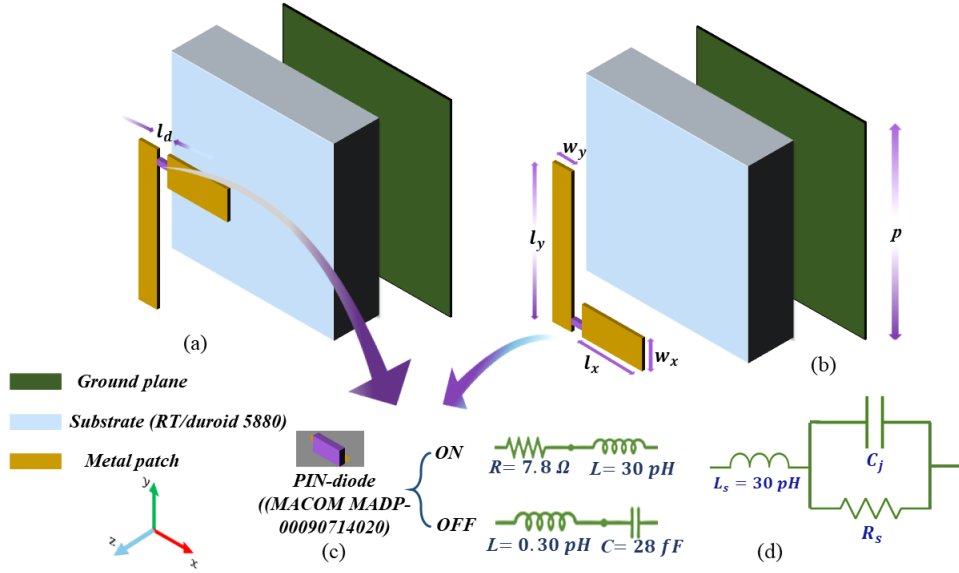 l_d
w_y
l_y
p
(a)
l_x
w_x
(b)
Ground plane
Substrate (RT/duroid 5880)
Metal patch
y
z
x
PIN-diode
((MACOM MADP-
00090714020)
(c)
ON
R= 7.8 Ω
L= 30 pH
OFF
L= 0.30 pH
C= 28 fF
L_s = 30 pH
C_j
R_s
(d)